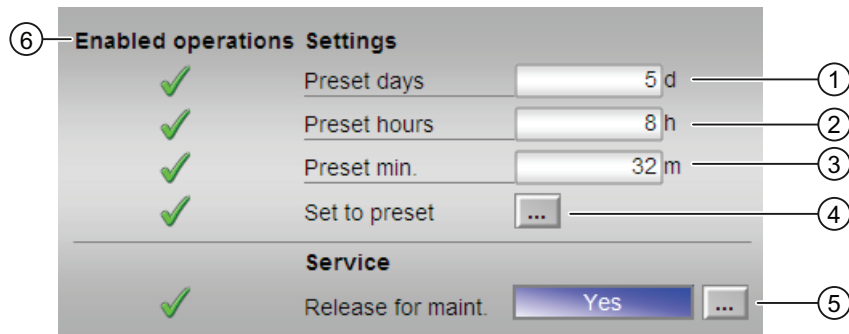 6 Enabled operations Settings
Preset days 5 d 1
Preset hours 8 h 2
Preset min. 32 m 3
Set to preset ... 4
Service
Release for maint. Yes ... 5